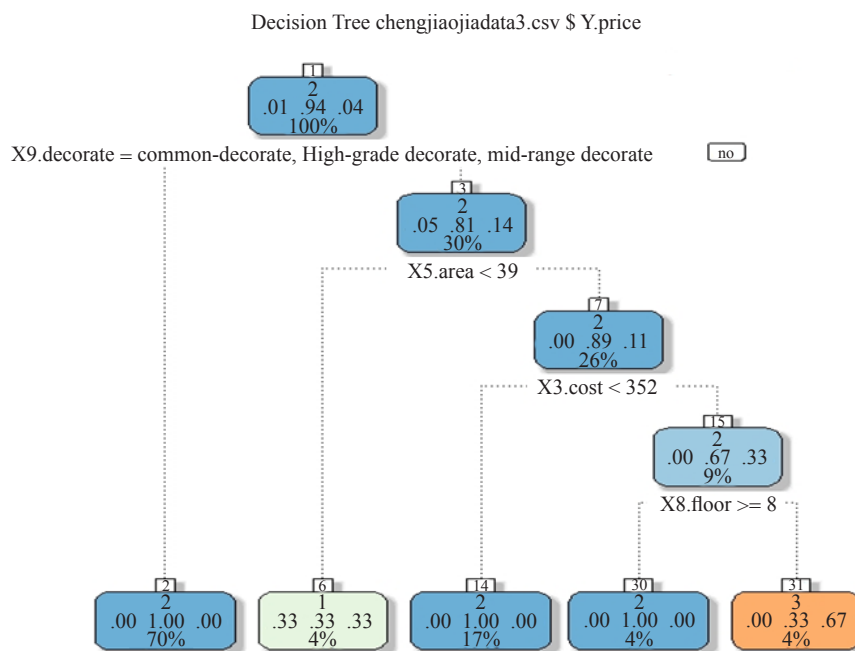 Decision Tree chengjiaojiadata3.csv $ Y.price
1
2
.01 .94 .04
100%
X9.decorate = common-decorate, High-grade decorate, mid-range decorate
no
3
2
.05 .81 .14
30%
X5.area < 39
7
2
.00 .89 .11
26%
X3.cost < 352
15
2
.00 .67 .33
9%
X8.floor >= 8
2
2
.00 1.00 .00
70%
6
1
.33 .33 .33
4%
14
2
.00 1.00 .00
17%
30
2
.00 1.00 .00
4%
31
3
.00 .33 .67
4%